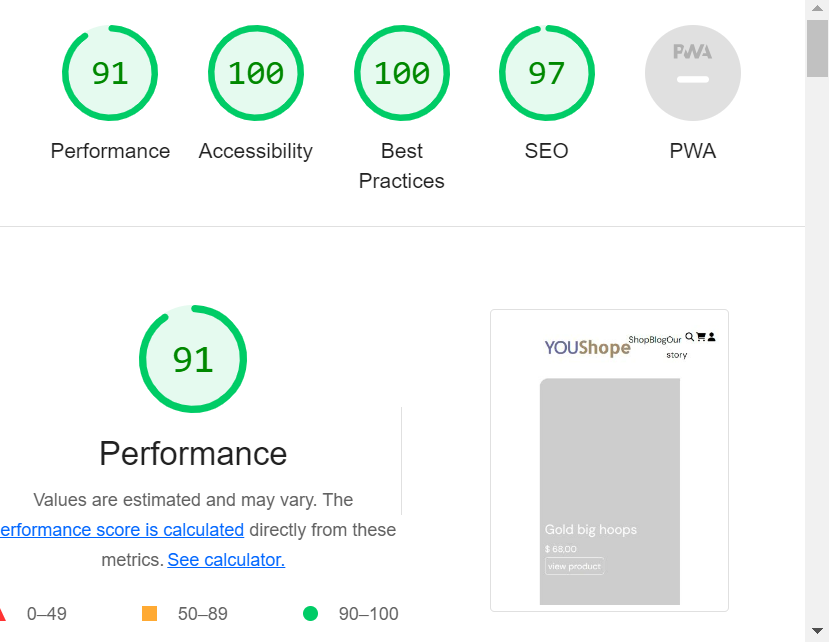 91
100
100
97
PWA
Performance
Accessibility
Best
Practices
SEO
PWA
91
Performance
Values are estimated and may vary. The
erformance score is calculated directly from these
metrics. See calculator.
0–49
50–89
90–100
YOUShope
ShopBlogOur
story
Gold big hoops
$ 68,00
view product